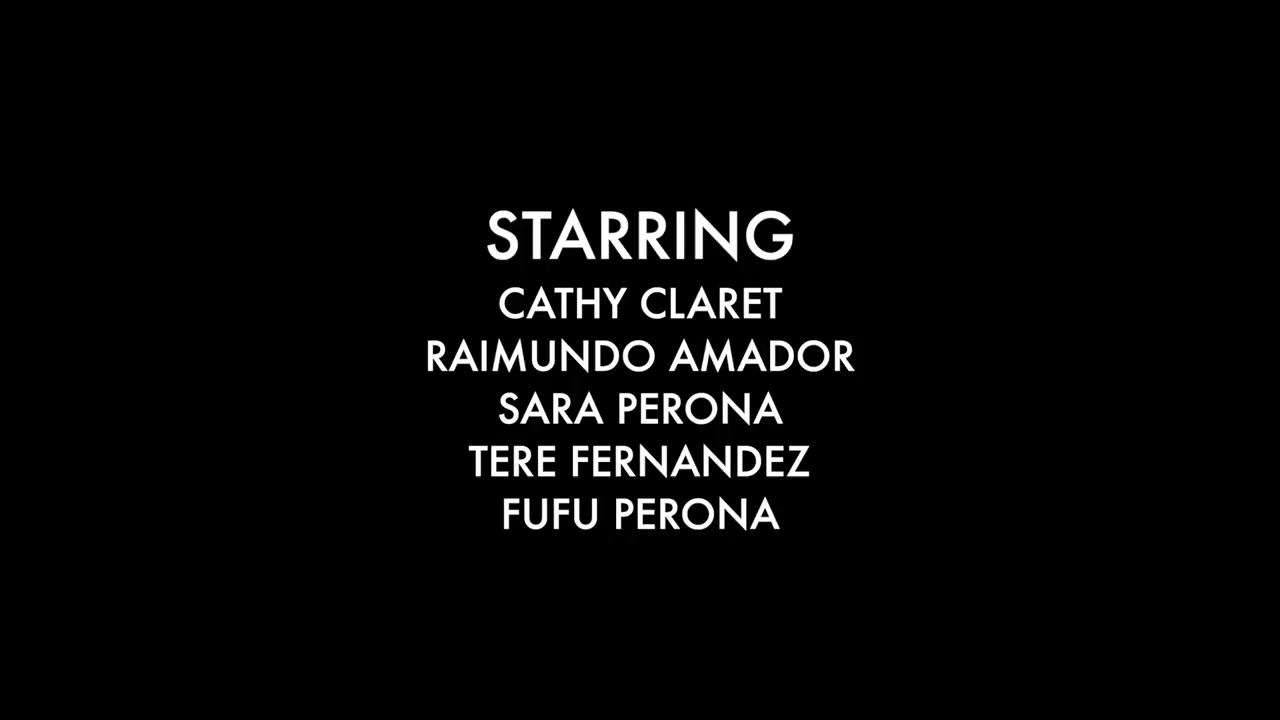 STARRING
CATHY CLARET
RAIMUNDO AMADOR
SARA PERONA
TERE FERNANDEZ
FUFU PERONA